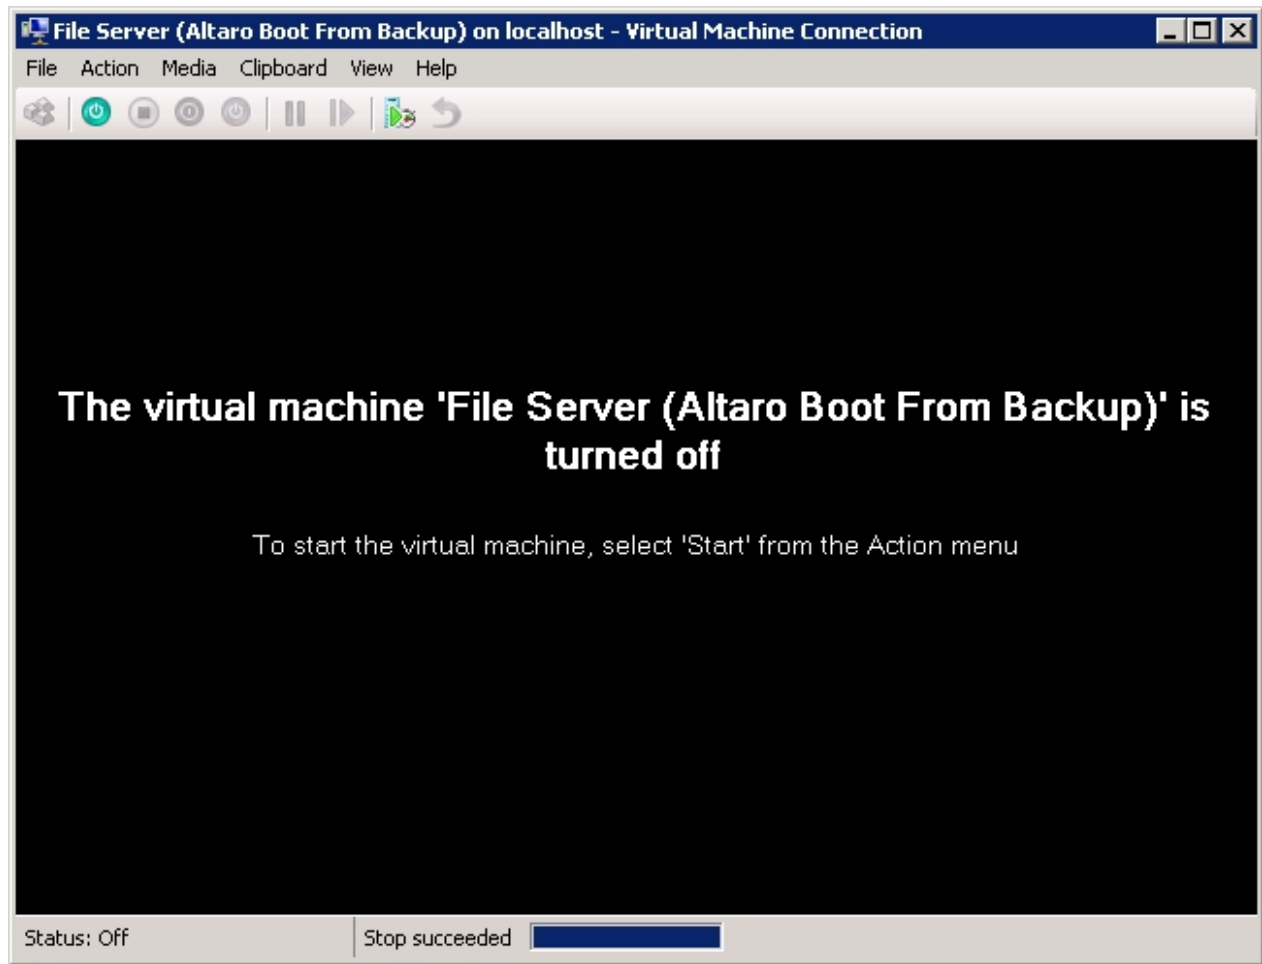 File Server (Altaro Boot From Backup) on localhost - Virtual Machine Connection
File Action Media Clipboard View Help
The virtual machine 'File Server (Altaro Boot From Backup)' is
turned off
To start the virtual machine, select 'Start' from the Action menu
Status: Off Stop succeeded